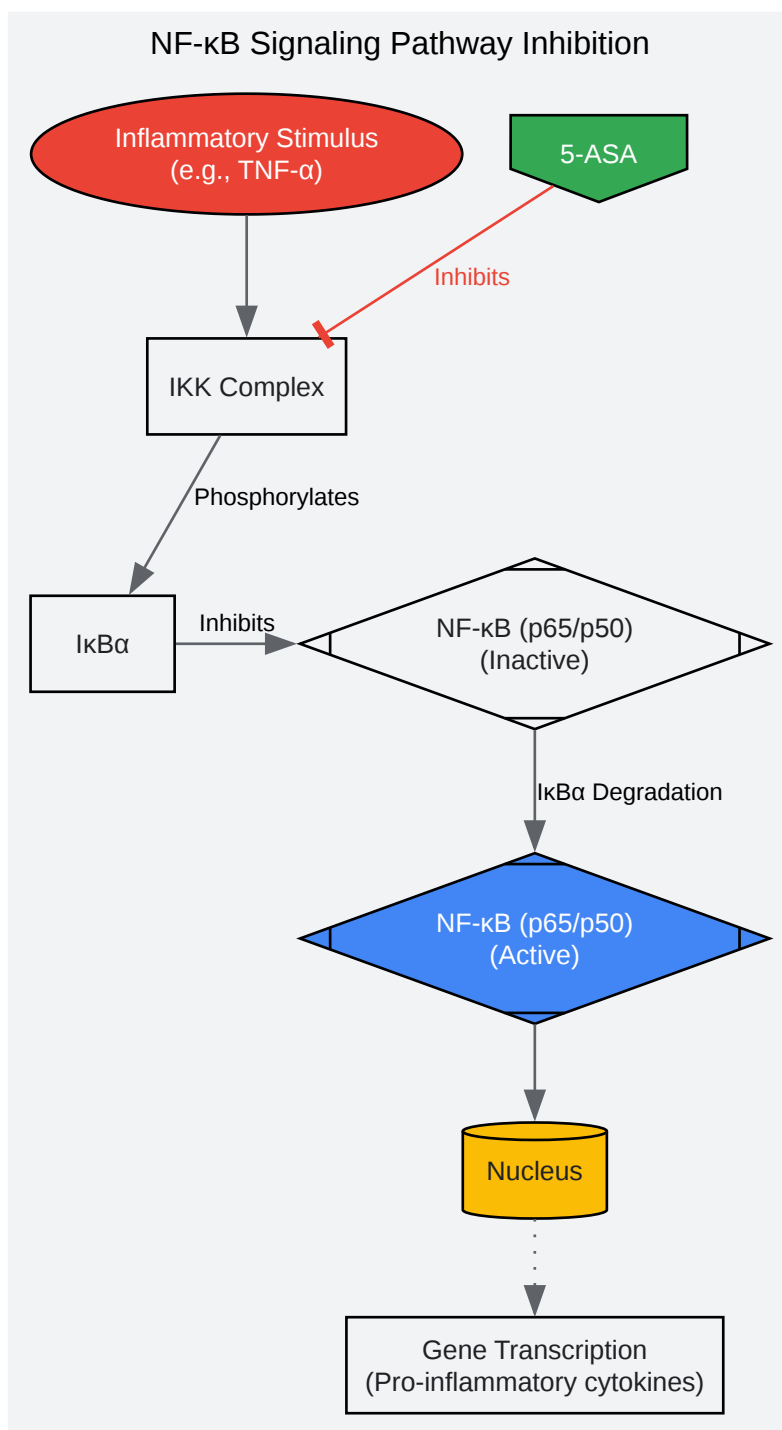 NF-κB Signaling Pathway Inhibition
Inflammatory Stimulus
(e.g., TNF-α)
5-ASA
Inhibits
IKK Complex
Phosphorylates
IκBα
Inhibits
NF-κB (p65/p50)
(Inactive)
IκBα Degradation
NF-κB (p65/p50)
(Active)
Nucleus
Gene Transcription
(Pro-inflammatory cytokines)